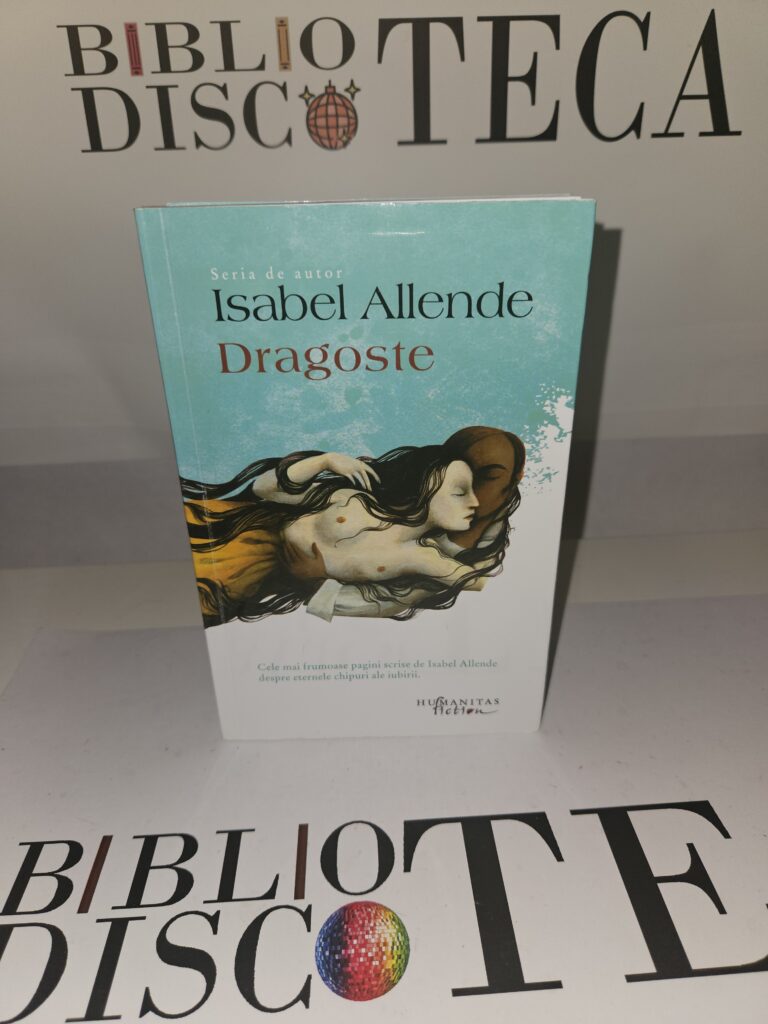 BIBLIO
DISCOTECA
Seria de autor
Isabel Allende
Dragoste
Cele mai frumoase pagini scrise de Isabel Allende
despre eternele chipuri ale iubirii.
HUMANITAS
fiction
BIBLIO
DISCOTE